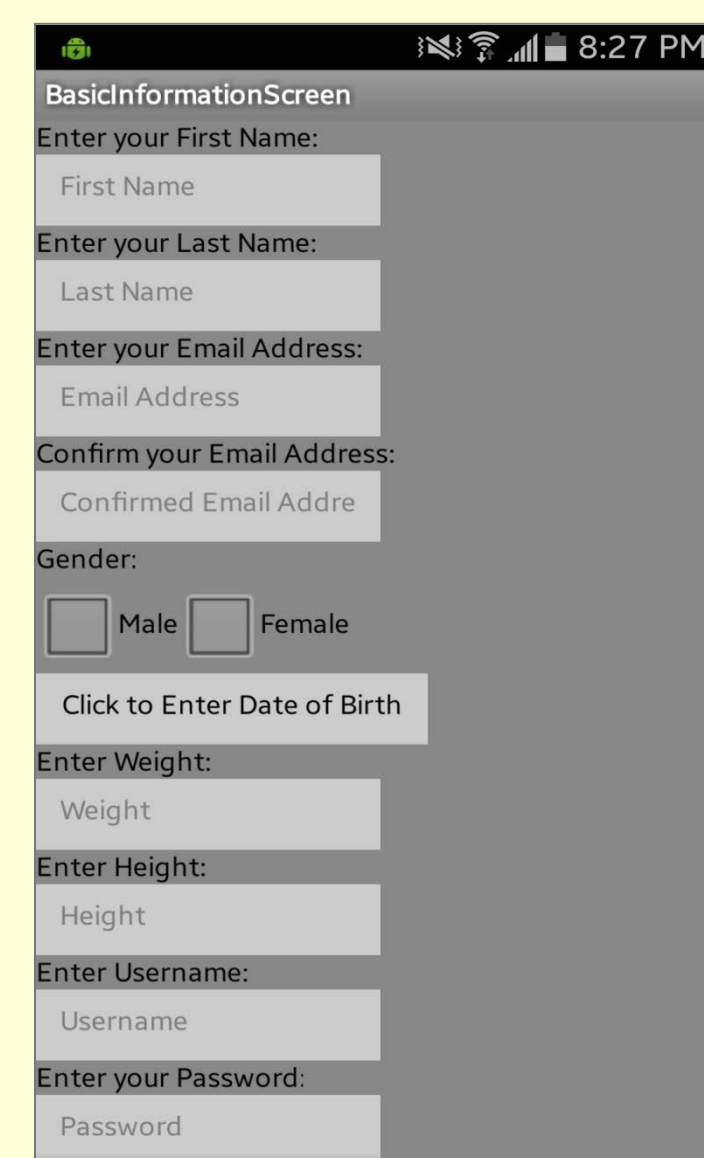 8:27 PM
BasicInformationScreen
Enter your First Name:
First Name
Enter your Last Name:
Last Name
Enter your Email Address:
Email Address
Confirm your Email Address:
Confirmed Email Addre
Gender:
Male Female
Click to Enter Date of Birth
Enter Weight:
Weight
Enter Height:
Height
Enter Username:
Username
Enter your Password:
Password